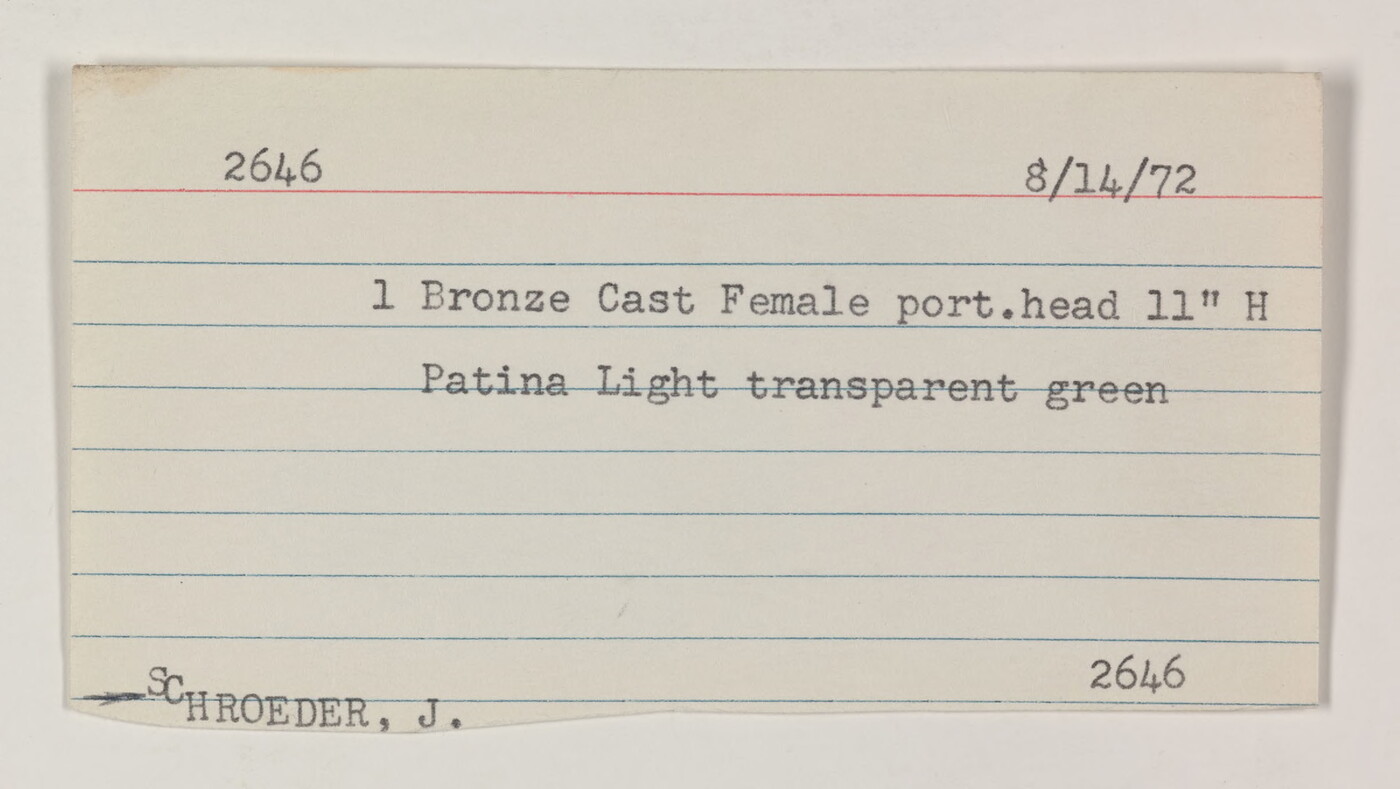 2646 8/14/72
1 Bronze Cast Female port.head 11" H
Patina Light transparent green
2646
SCHROEDER, J.